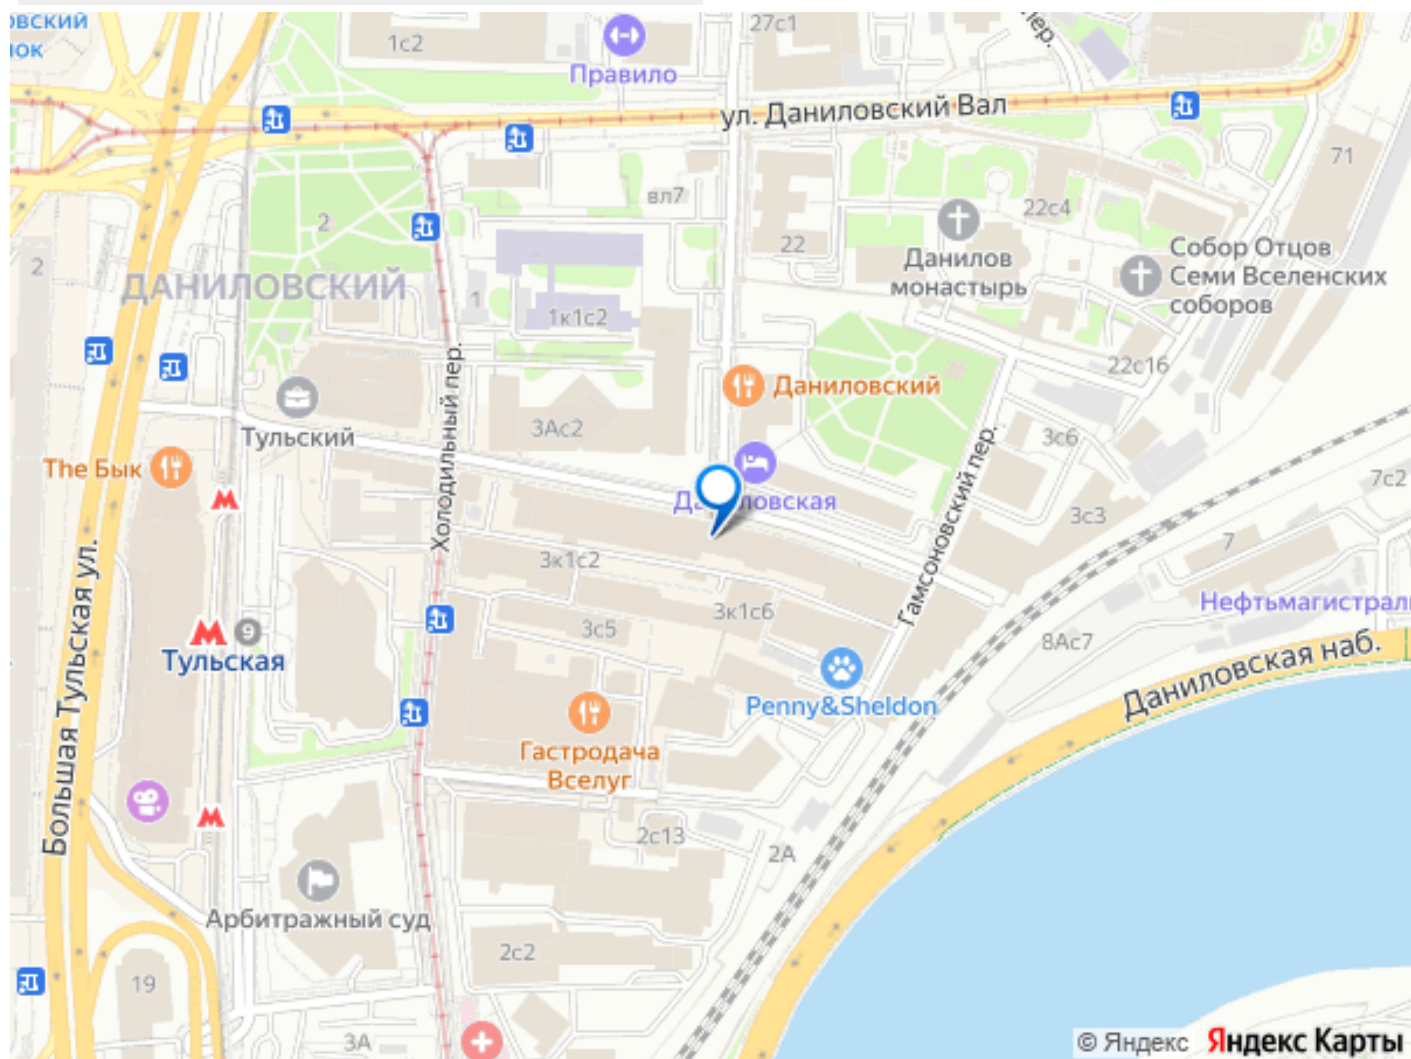 ОК
1с2
Правило
27с1
пер.
ул. Даниловский Вал
71
вл7
22
22с4
2
2
Данилов
монастырь
Собор Отцов
Семи Вселенских
соборов
ДАНИЛОВСКИЙ
1
1к1с2
22с16
Даниловский
Тульский
3Ас2
Холодильный пер.
3с6
The Бык
7с2
Даниловская
3с3
Гамсоновский пер.
7
3к1с2
3к1с6
Нефтьмагистраль
9
3с5
8Ас7
Тульская
Большая Тульская ул.
Даниловская наб.
Penny&Sheldon
Гастродача
Вселуг
2с13
2А
Арбитражный суд
2с2
19
3А
© Яндекс Яндекс Карты